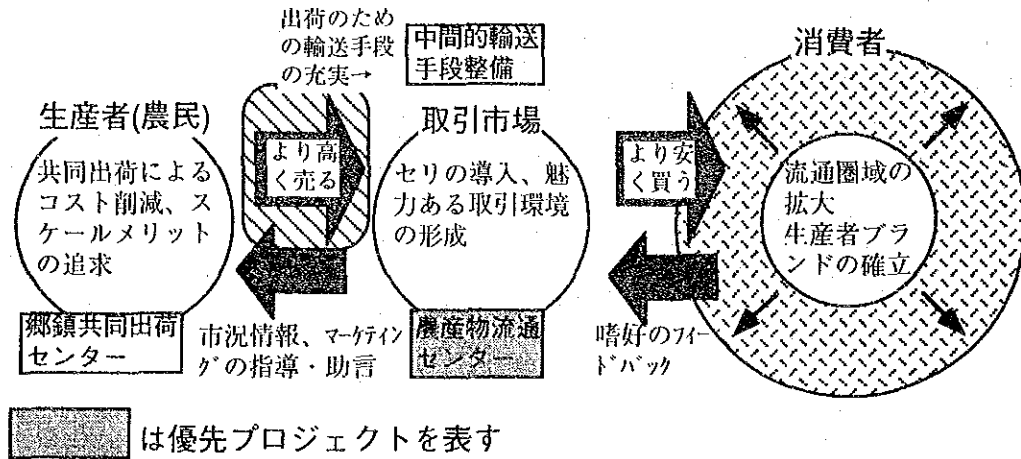 出荷のため
の輸送手段
の充実→
中間的輸送
手段整備
消費者
生産者(農民)
取引市場
共同出荷による
コスト削減、ス
ケールメリット
の追求
より高
く売る
セリの導入、魅
力ある取引環境
の形成
より安
く買う
流通圏域の
拡大
生産者ブラ
ンドの確立
郷鎮共同出荷
センター
市況情報、マーケティン
グの指導・助言
農産物流通
センター
嗜好のフィー
ドバック
は優先プロジェクトを表す